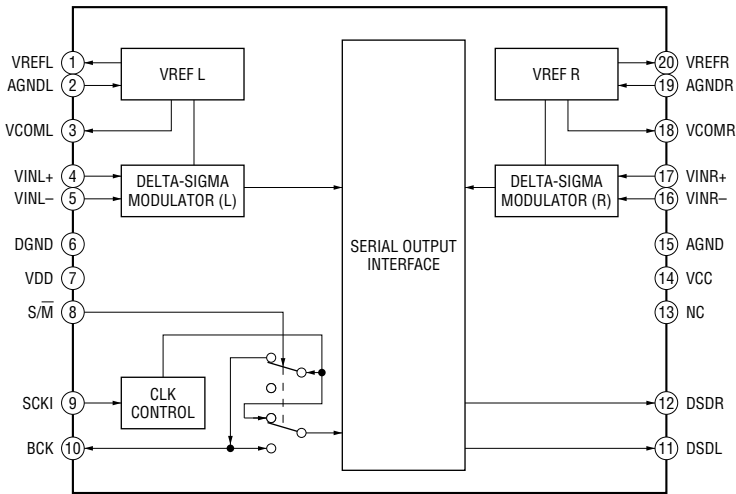 VREFL 1
AGNDL 2
VCOML 3
VINL+ 4
VINL– 5
DGND 6
VDD 7
S/M̅ 8
SCKI 9
BCK 10
VREF L
DELTA-SIGMA
MODULATOR (L)
CLK
CONTROL
SERIAL OUTPUT
INTERFACE
VREF R
DELTA-SIGMA
MODULATOR (R)
20 VREFR
19 AGNDR
18 VCOMR
17 VINR+
16 VINR–
15 AGND
14 VCC
13 NC
12 DSDR
11 DSDL